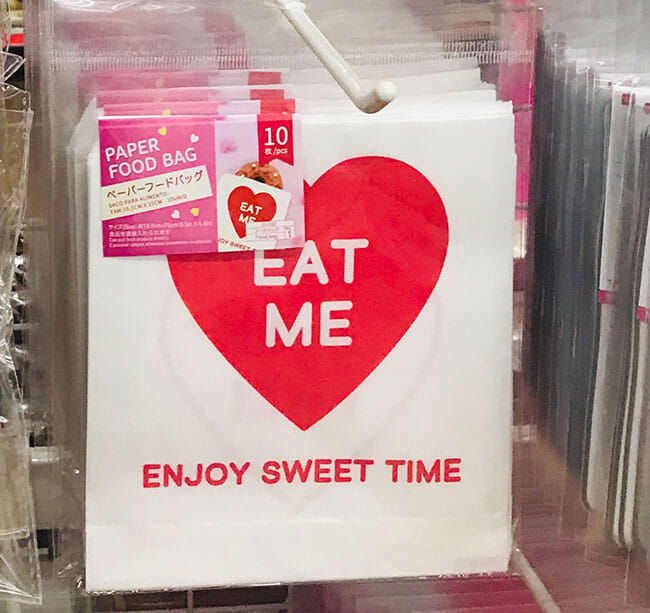 PAPER
FOOD BAG
ペーパーフードバッグ
SACO PARA ALIMENTO
10
枚/pcs
EAT
ME
EAT
ME
ENJOY SWEET TIME